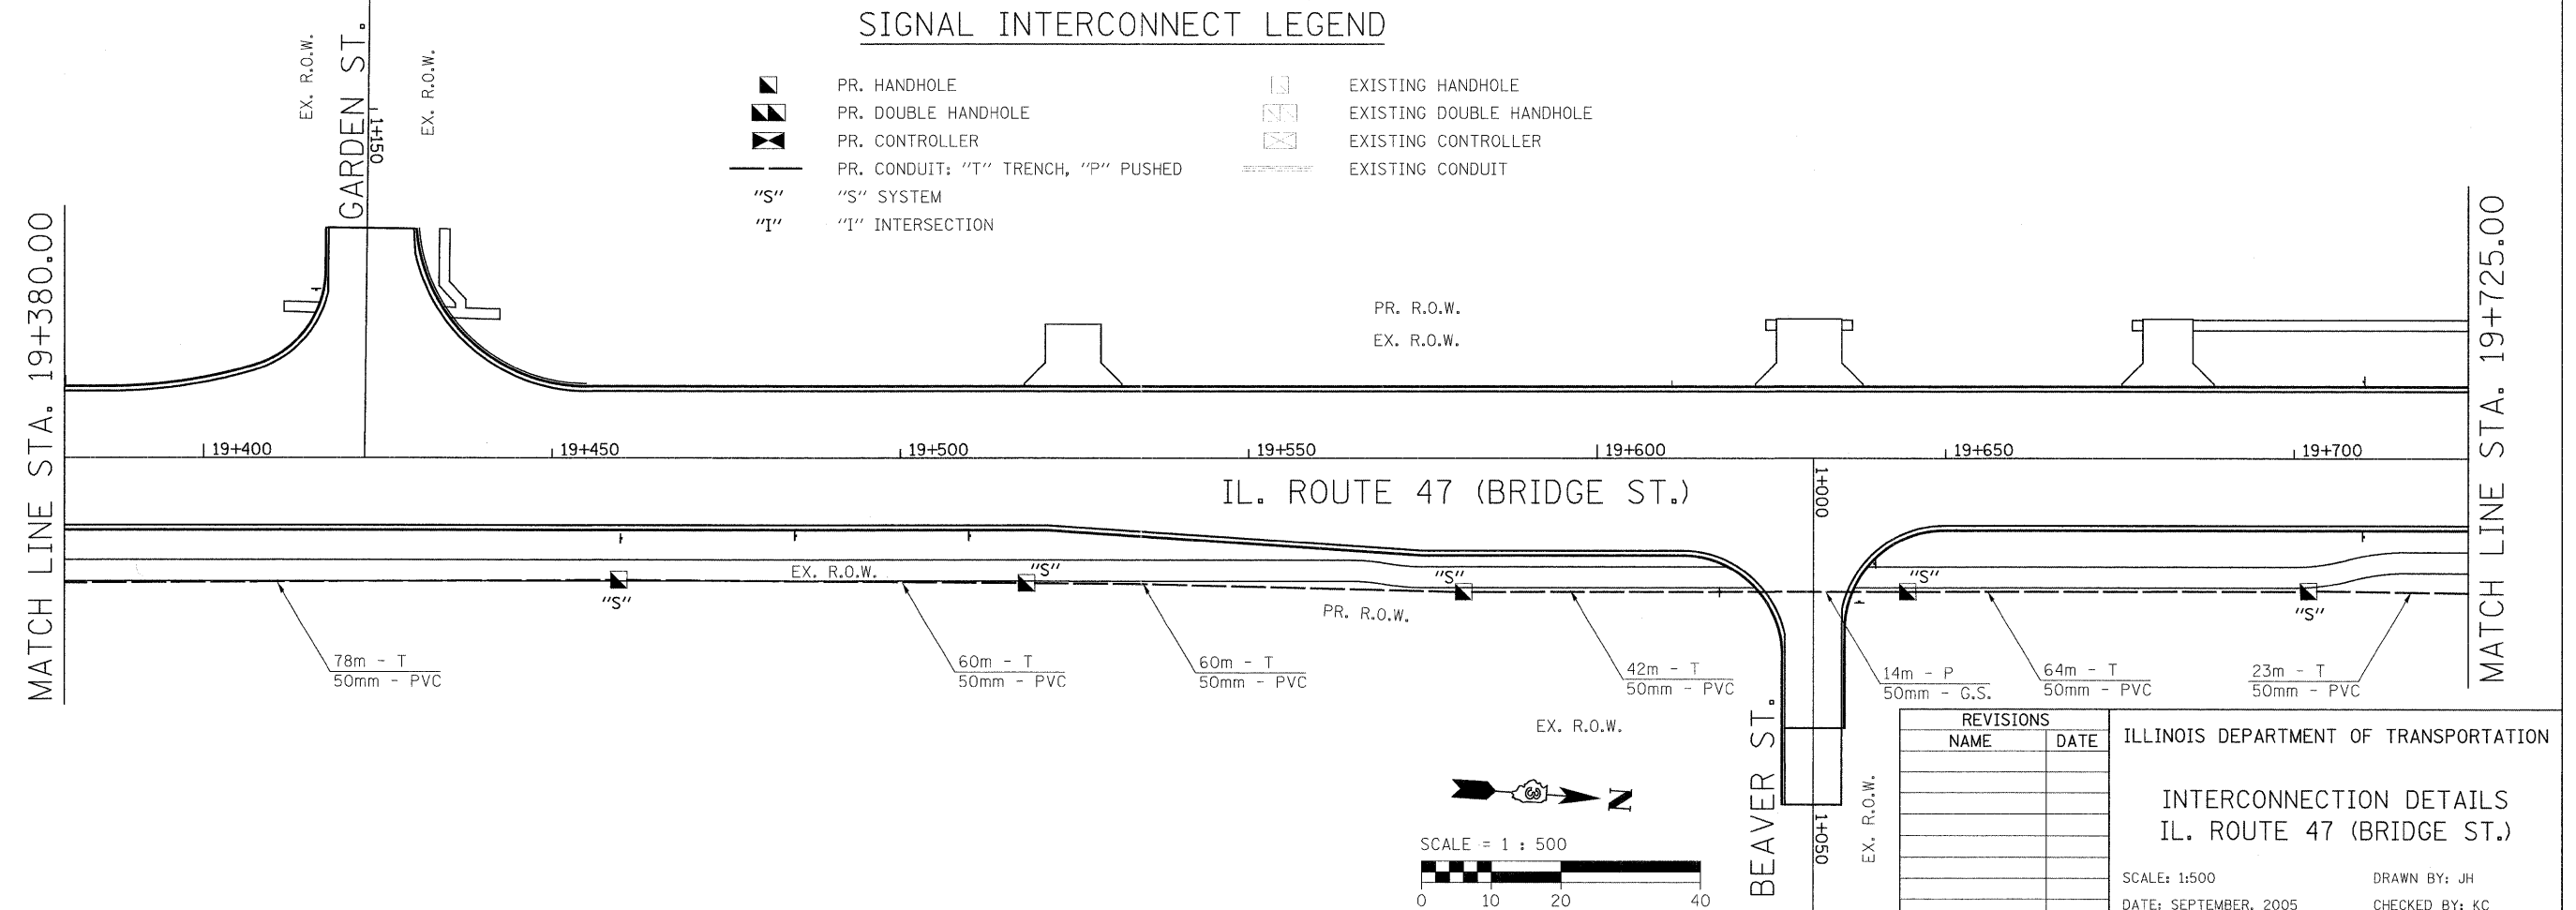 SIGNAL INTERCONNECT LEGEND
PR. HANDHOLE
PR. DOUBLE HANDHOLE
PR. CONTROLLER
PR. CONDUIT: "T" TRENCH, "P" PUSHED
"S" "S" SYSTEM
"I" "I" INTERSECTION
EXISTING HANDHOLE
EXISTING DOUBLE HANDHOLE
EXISTING CONTROLLER
EXISTING CONDUIT
EX. R.O.W.
GARDEN ST.
1+150
EX. R.O.W.
MATCH LINE STA. 19+380.00
MATCH LINE STA. 19+725.00
PR. R.O.W.
EX. R.O.W.
19+400
19+450
19+500
19+550
19+600
19+650
19+700
IL. ROUTE 47 (BRIDGE ST.)
1+000
EX. R.O.W.
"S"
"S"
"S"
"S"
"S"
PR. R.O.W.
78m - T
50mm - PVC
60m - T
50mm - PVC
60m - T
50mm - PVC
42m - T
50mm - PVC
14m - P
50mm - G.S.
64m - T
50mm - PVC
23m - T
50mm - PVC
EX. R.O.W.
BEAVER ST.
1+050
EX. R.O.W.
3
N
SCALE = 1 : 500
0 10 20 40
REVISIONS
NAME DATE
ILLINOIS DEPARTMENT OF TRANSPORTATION
INTERCONNECTION DETAILS
IL. ROUTE 47 (BRIDGE ST.)
SCALE: 1:500
DRAWN BY: JH
DATE: SEPTEMBER, 2005
CHECKED BY: KC